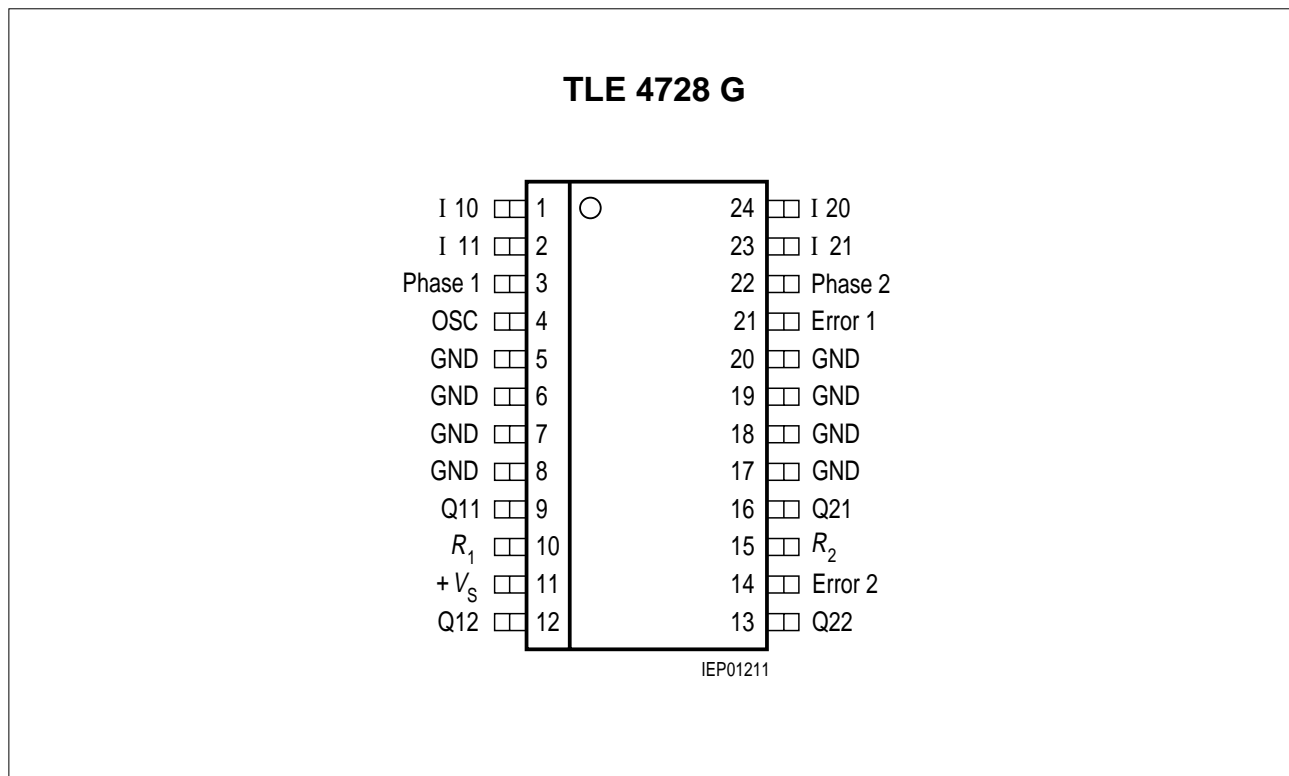 TLE 4728 G
I 10 1 24 I 20
I 11 2 23 I 21
Phase 1 3 22 Phase 2
OSC 4 21 Error 1
GND 5 20 GND
GND 6 19 GND
GND 7 18 GND
GND 8 17 GND
Q11 9 16 Q21
R1 10 15 R2
+VS 11 14 Error 2
Q12 12 13 Q22
IEP01211